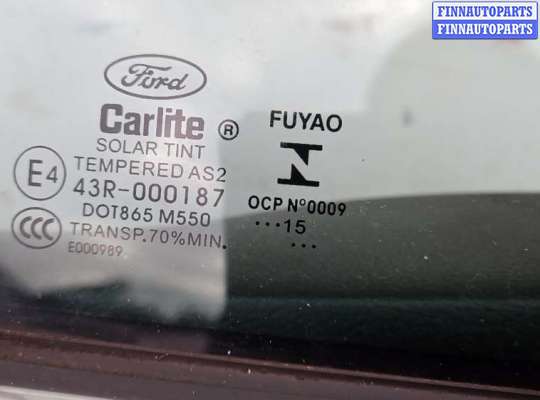 FINNAUTOPARTS
FINNAUTOPARTS
Ford
Carlite ®
SOLAR TINT
TEMPERED AS2
E4
43R-000187
DOT865 M550
CCC
TRANSP.70%MIN.
E000989
FUYAO
OCP Nº0009
...15